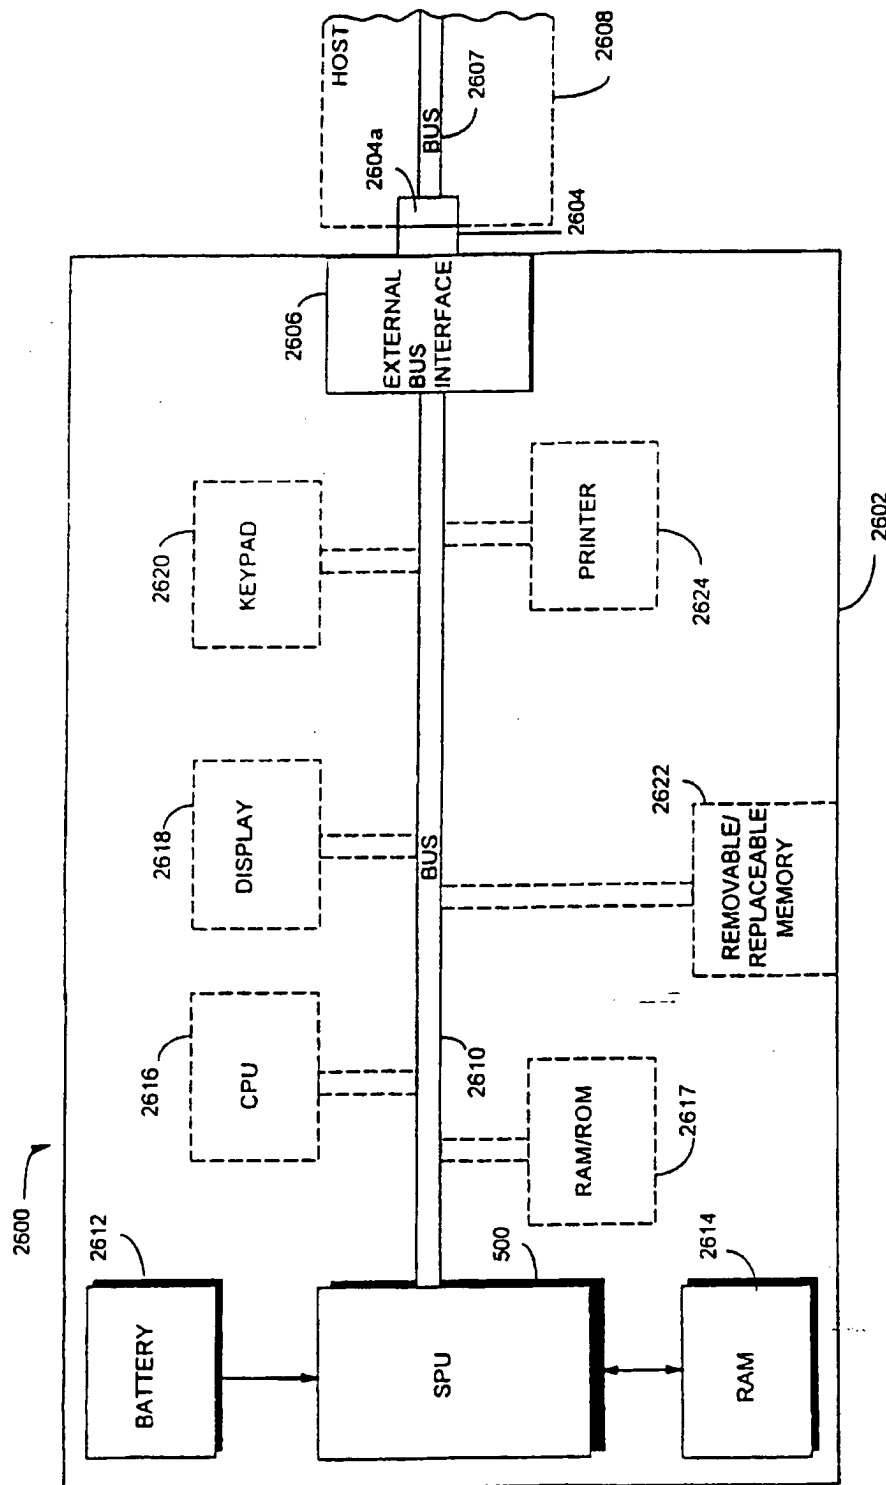 2600
BATTERY
2612
SPU
500
RAM
2614
CPU
2616
RAM/ROM
2617
BUS
2610
DISPLAY
2618
REMOVABLE/
REPLACEABLE
MEMORY
2622
KEYPAD
2620
PRINTER
2624
2602
EXTERNAL
BUS
INTERFACE
2606
2604
2604a
HOST
BUS
2607
2608